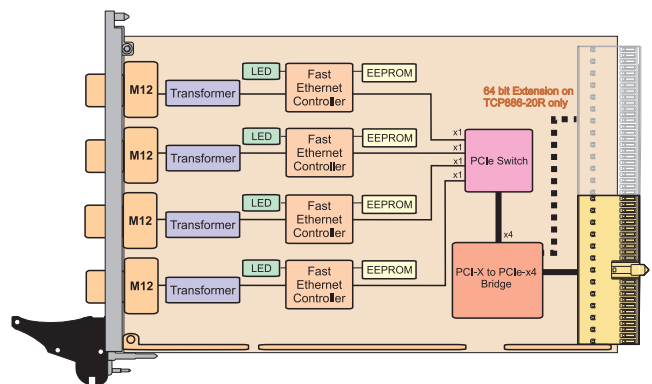 LED
Fast
Ethernet
Controller
EEPROM
M12
Transformer
64 bit Extension on
TCP866-20R only
LED
Fast
Ethernet
Controller
EEPROM
M12
Transformer
x1
x1
x1
x1
PCIe Switch
LED
Fast
Ethernet
Controller
EEPROM
M12
Transformer
x4
LED
Fast
Ethernet
Controller
EEPROM
M12
Transformer
PCI-X to PCIe-x4
Bridge